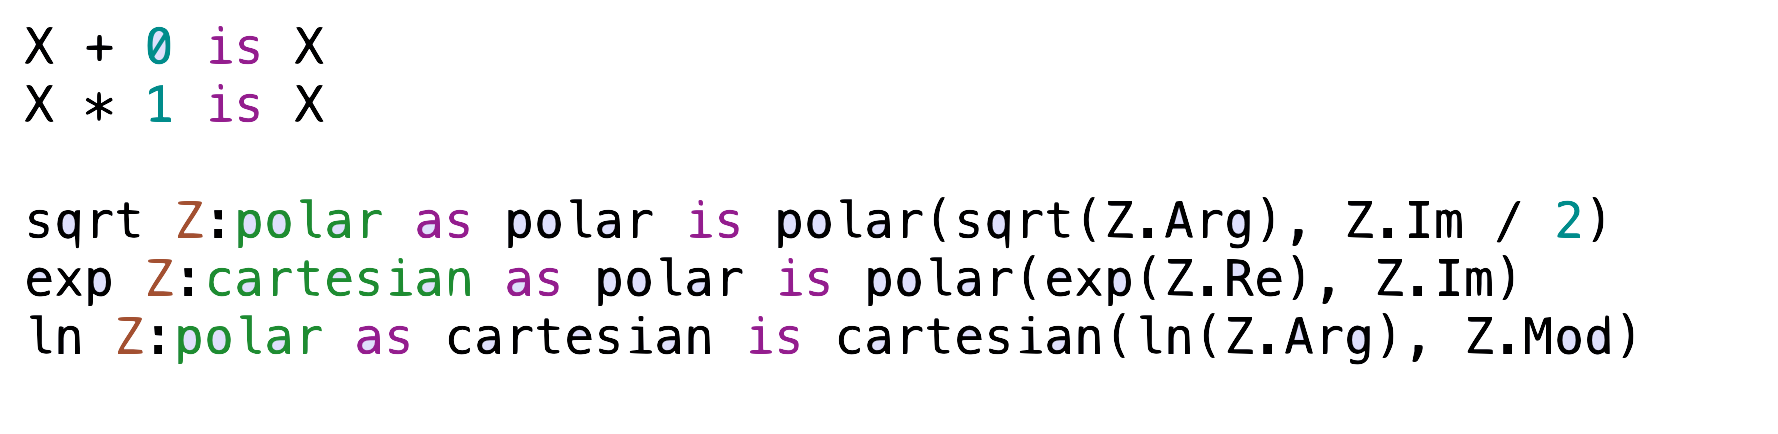 X + 0 is X
X * 1 is X
sqrt Z:polar as polar is polar(sqrt(Z.Arg), Z.Im / 2)
exp Z:cartesian as polar is polar(exp(Z.Re), Z.Im)
ln Z:polar as cartesian is cartesian(ln(Z.Arg), Z.Mod)